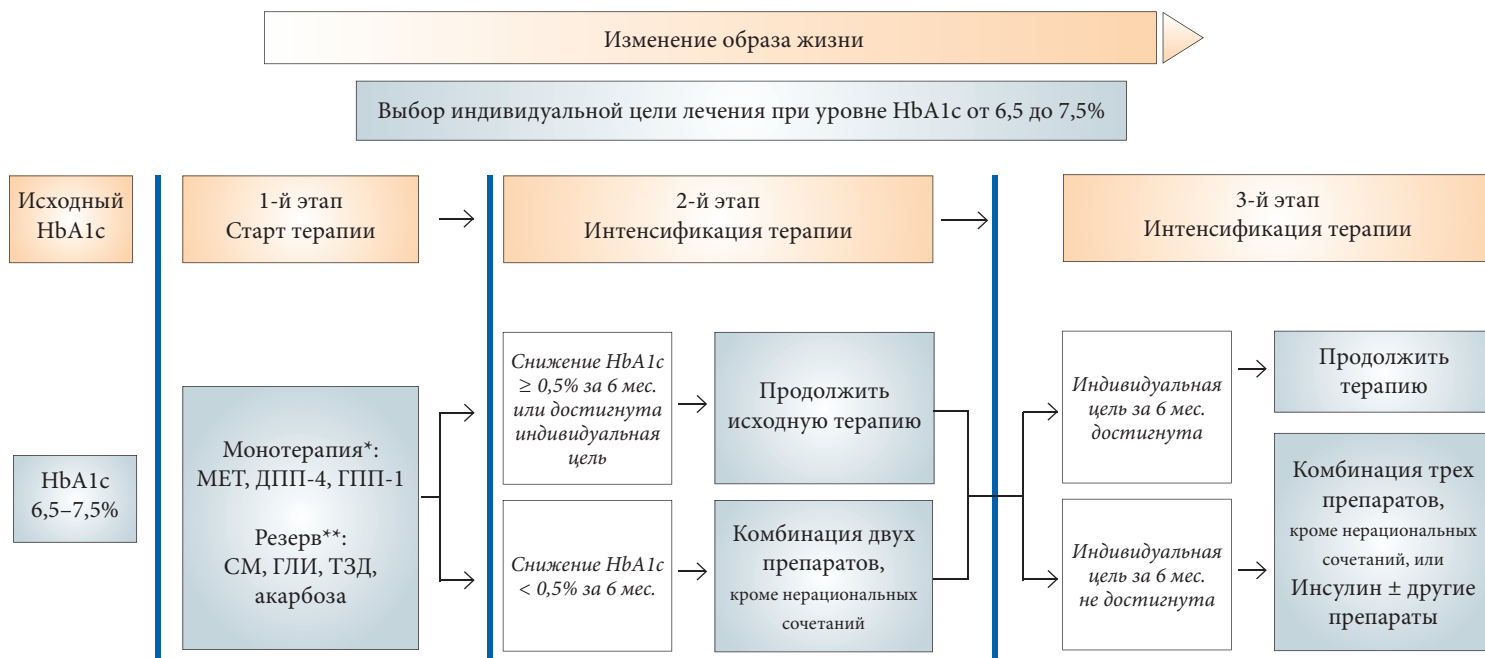 Изменение образа жизни
Выбор индивидуальной цели лечения при уровне HbA1c от 6,5 до 7,5%
Исходный
HbA1c
1-й этап
Старт терапии
2-й этап
Интенсификация терапии
3-й этап
Интенсификация терапии
HbA1c
6,5–7,5%
Монотерапия*:
МЕТ, ДПП-4, ГПП-1
Резерв**:
СМ, ГЛИ, ТЗД,
акарбоза
Снижение HbA1c
≥ 0,5% за 6 мес.
или достигнута
индивидуальная
цель
Продолжить
исходную терапию
Снижение HbA1c
< 0,5% за 6 мес.
Комбинация двух
препаратов,
кроме нерациональных
сочетаний
Индивидуальная
цель за 6 мес.
достигнута
Продолжить
терапию
Индивидуальная
цель за 6 мес.
не достигнута
Комбинация трех
препаратов,
кроме нерациональных
сочетаний, или
Инсулин ± другие
препараты